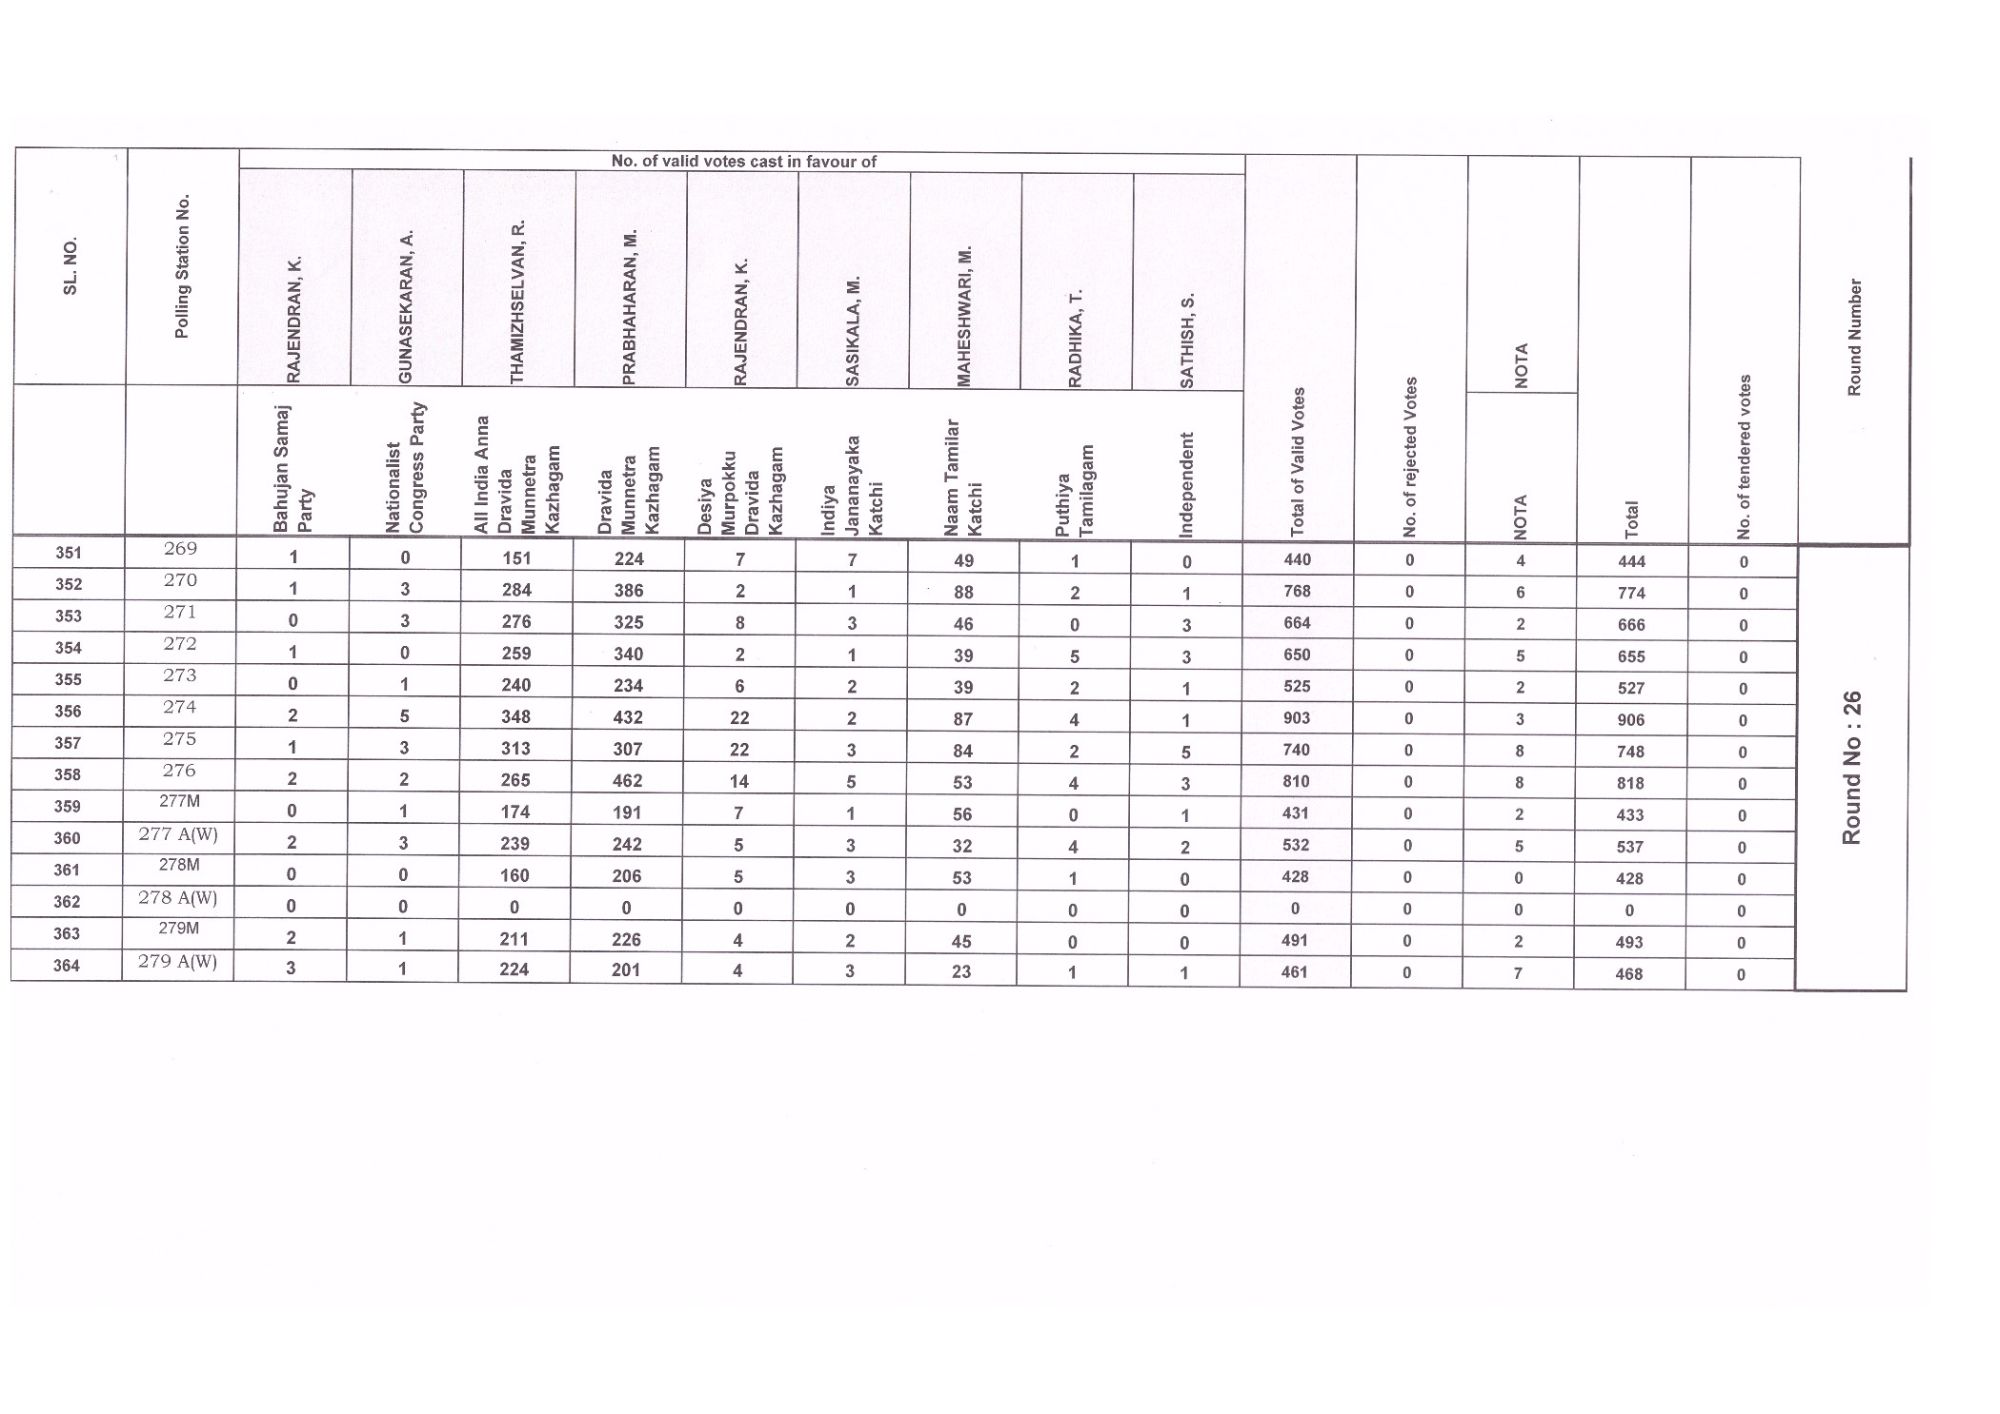 SL. NO.
Polling Station No.
No. of valid votes cast in favour of
RAJENDRAN, K.
GUNASEKARAN, A.
THAMIZHSELVAN, R.
PRABHAHARAN, M.
RAJENDRAN, K.
SASIKALA, M.
MAHESHWARI, M.
RADHIKA, T.
SATHISH, S.
Total of Valid Votes
No. of rejected Votes
NOTA
Total
No. of tendered votes
Round Number
Bahujan Samaj
Party
Nationalist
Congress Party
All India Anna
Dravida
Munnetra
Kazhagam
Dravida
Munnetra
Kazhagam
Desiya
Murpokku
Dravida
Kazhagam
Indiya
Jananayaka
Katchi
Naam Tamilar
Katchi
Puthiya
Tamilagam
Independent
NOTA
351 269 1 0 151 224 7 7 49 1 0 440 0 4 444 0
352 270 1 3 284 386 2 1 88 2 1 768 0 6 774 0
353 271 0 3 276 325 8 3 46 0 3 664 0 2 666 0
354 272 1 0 259 340 2 1 39 5 3 650 0 5 655 0
355 273 0 1 240 234 6 2 39 2 1 525 0 2 527 0
356 274 2 5 348 432 22 2 87 4 1 903 0 3 906 0
357 275 1 3 313 307 22 3 84 2 5 740 0 8 748 0
358 276 2 2 265 462 14 5 53 4 3 810 0 8 818 0
359 277M 0 1 174 191 7 1 56 0 1 431 0 2 433 0
360 277 A(W) 2 3 239 242 5 3 32 4 2 532 0 5 537 0
361 278M 0 0 160 206 5 3 53 1 0 428 0 0 428 0
362 278 A(W) 0 0 0 0 0 0 0 0 0 0 0 0 0 0
363 279M 2 1 211 226 4 2 45 0 0 491 0 2 493 0
364 279 A(W) 3 1 224 201 4 3 23 1 1 461 0 7 468 0
Round No : 26